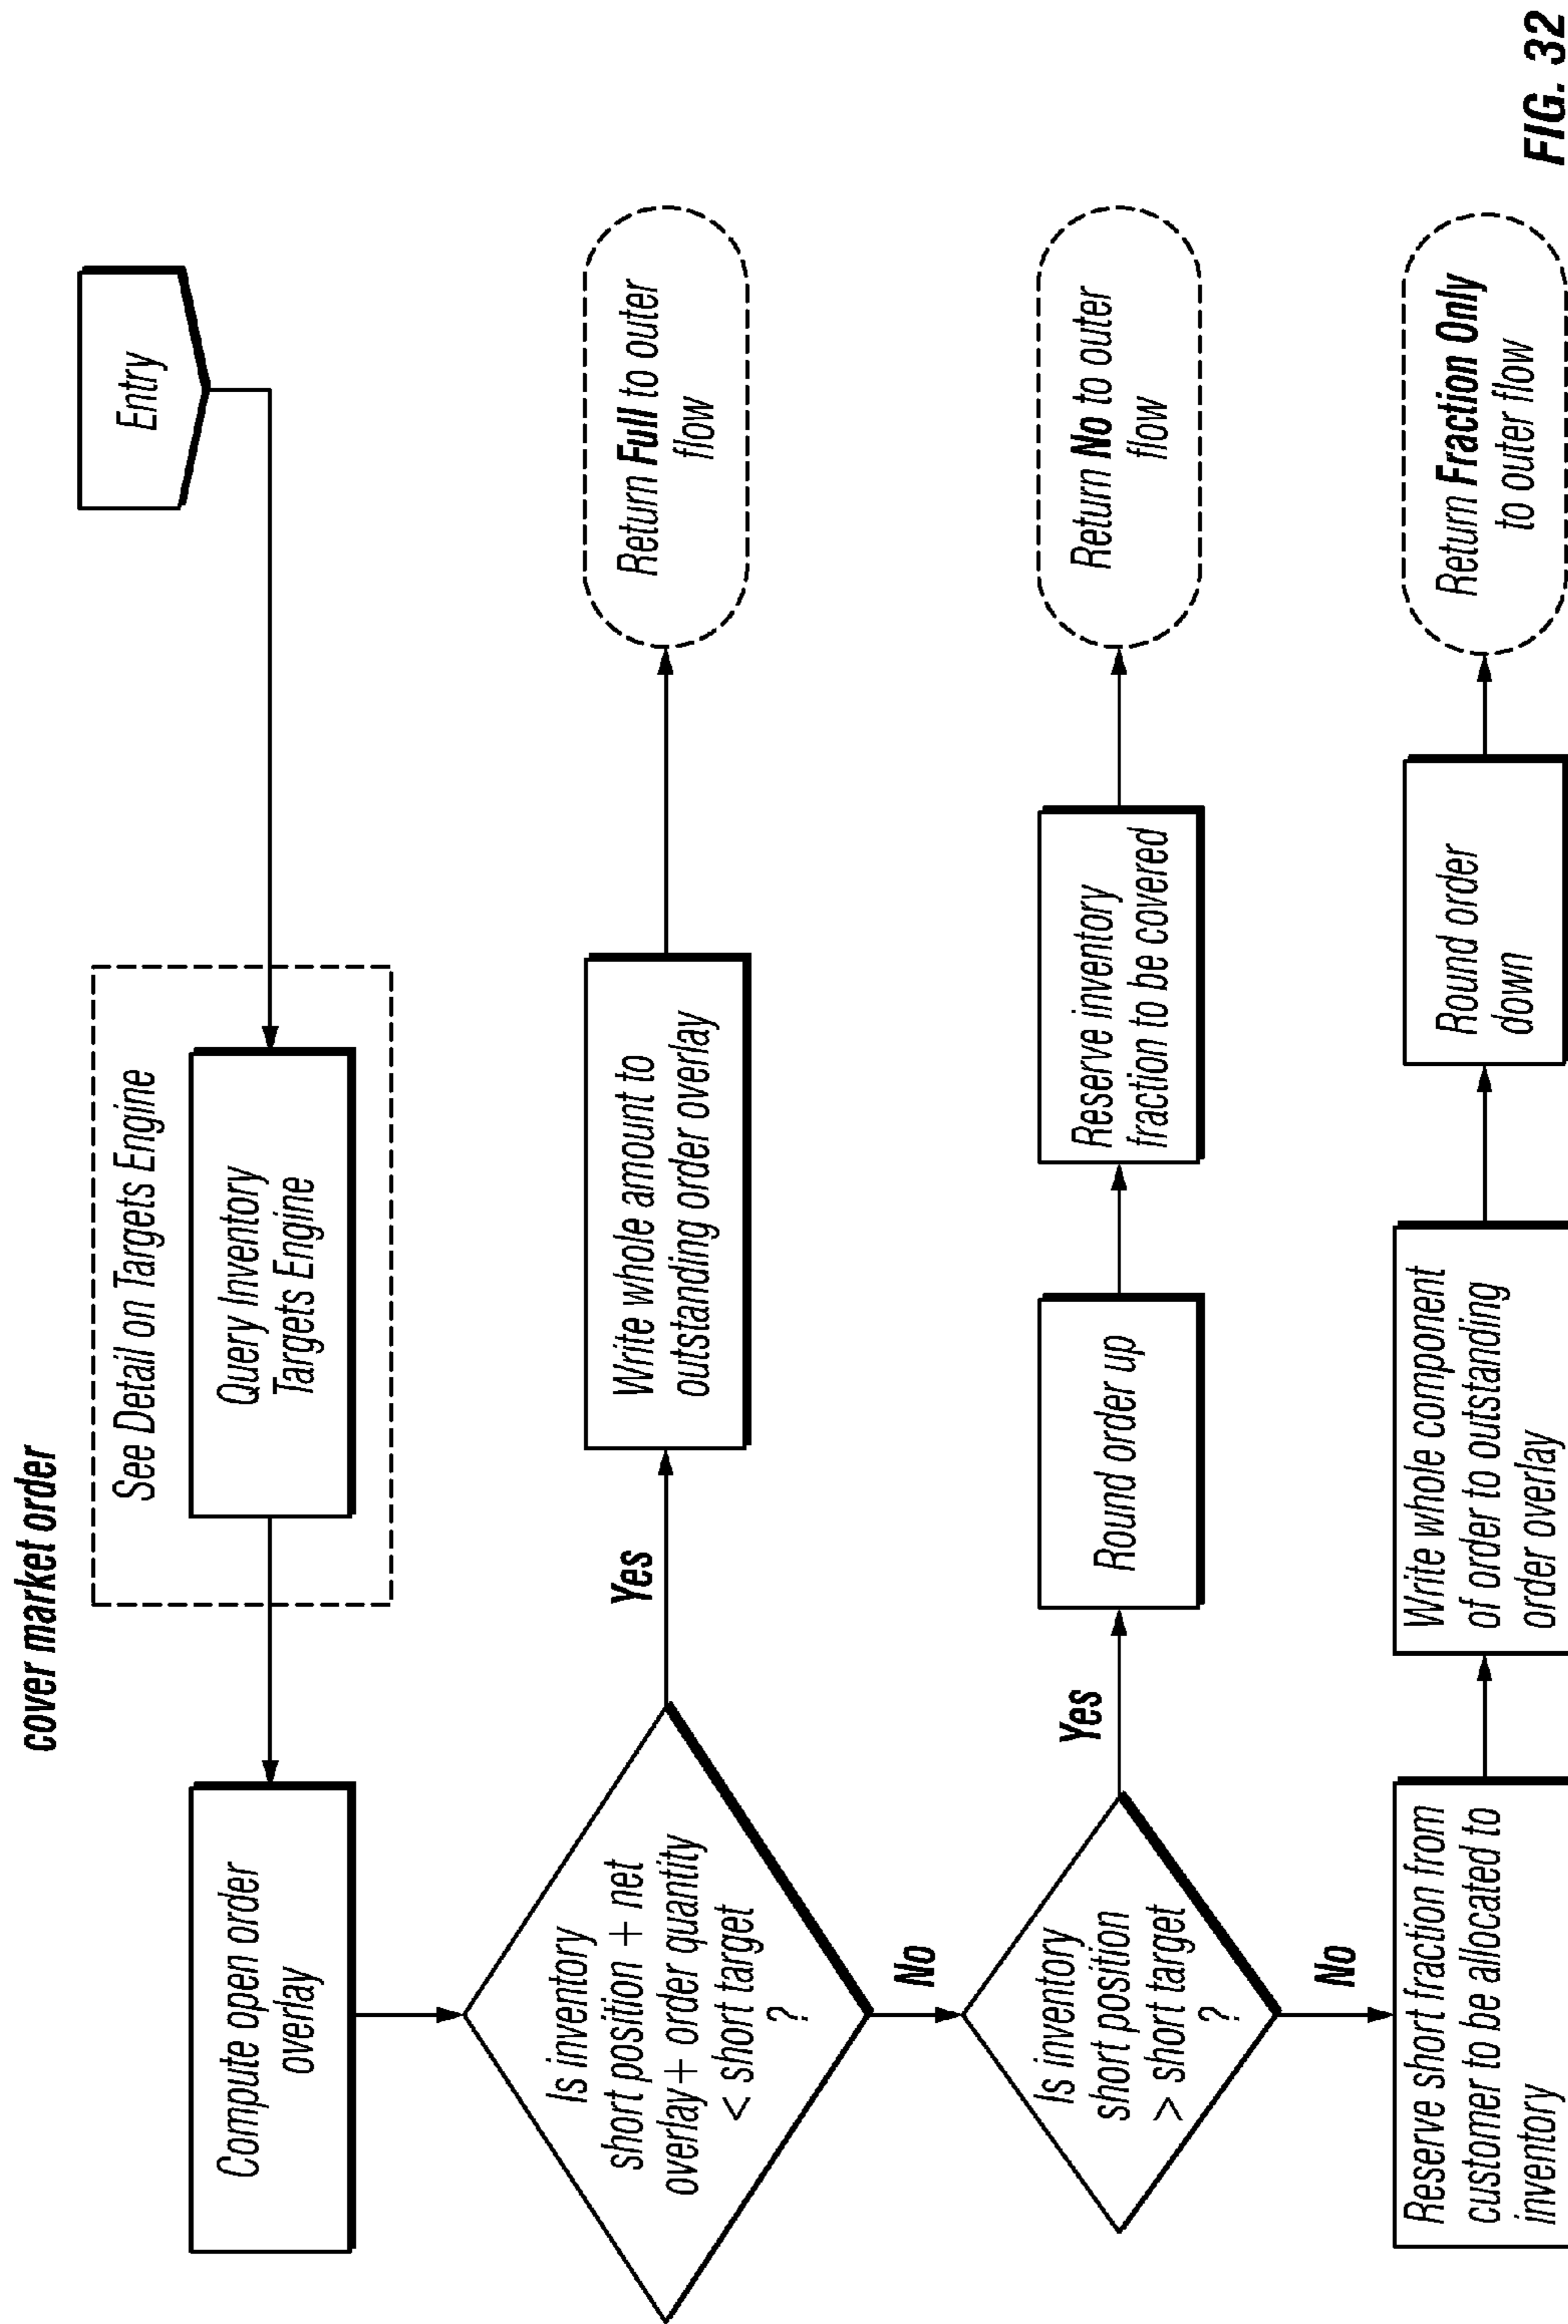 cover market order
Entry
See Detail on Targets Engine
Query Inventory
Targets Engine
Compute open order
overlay
Is inventory
short position + net
overlay+ order quantity
< short target
?
Yes
Write whole amount to
outstanding order overlay
Return Full to outer
flow
No
Is inventory
short position
> short target
?
Yes
Round order up
Reserve inventory
fraction to be covered
Return No to outer
flow
No
Reserve short fraction from
customer to be allocated to
inventory
Write whole component
of order to outstanding
order overlay
Round order
down
Return Fraction Only
to outer flow
FIG. 32